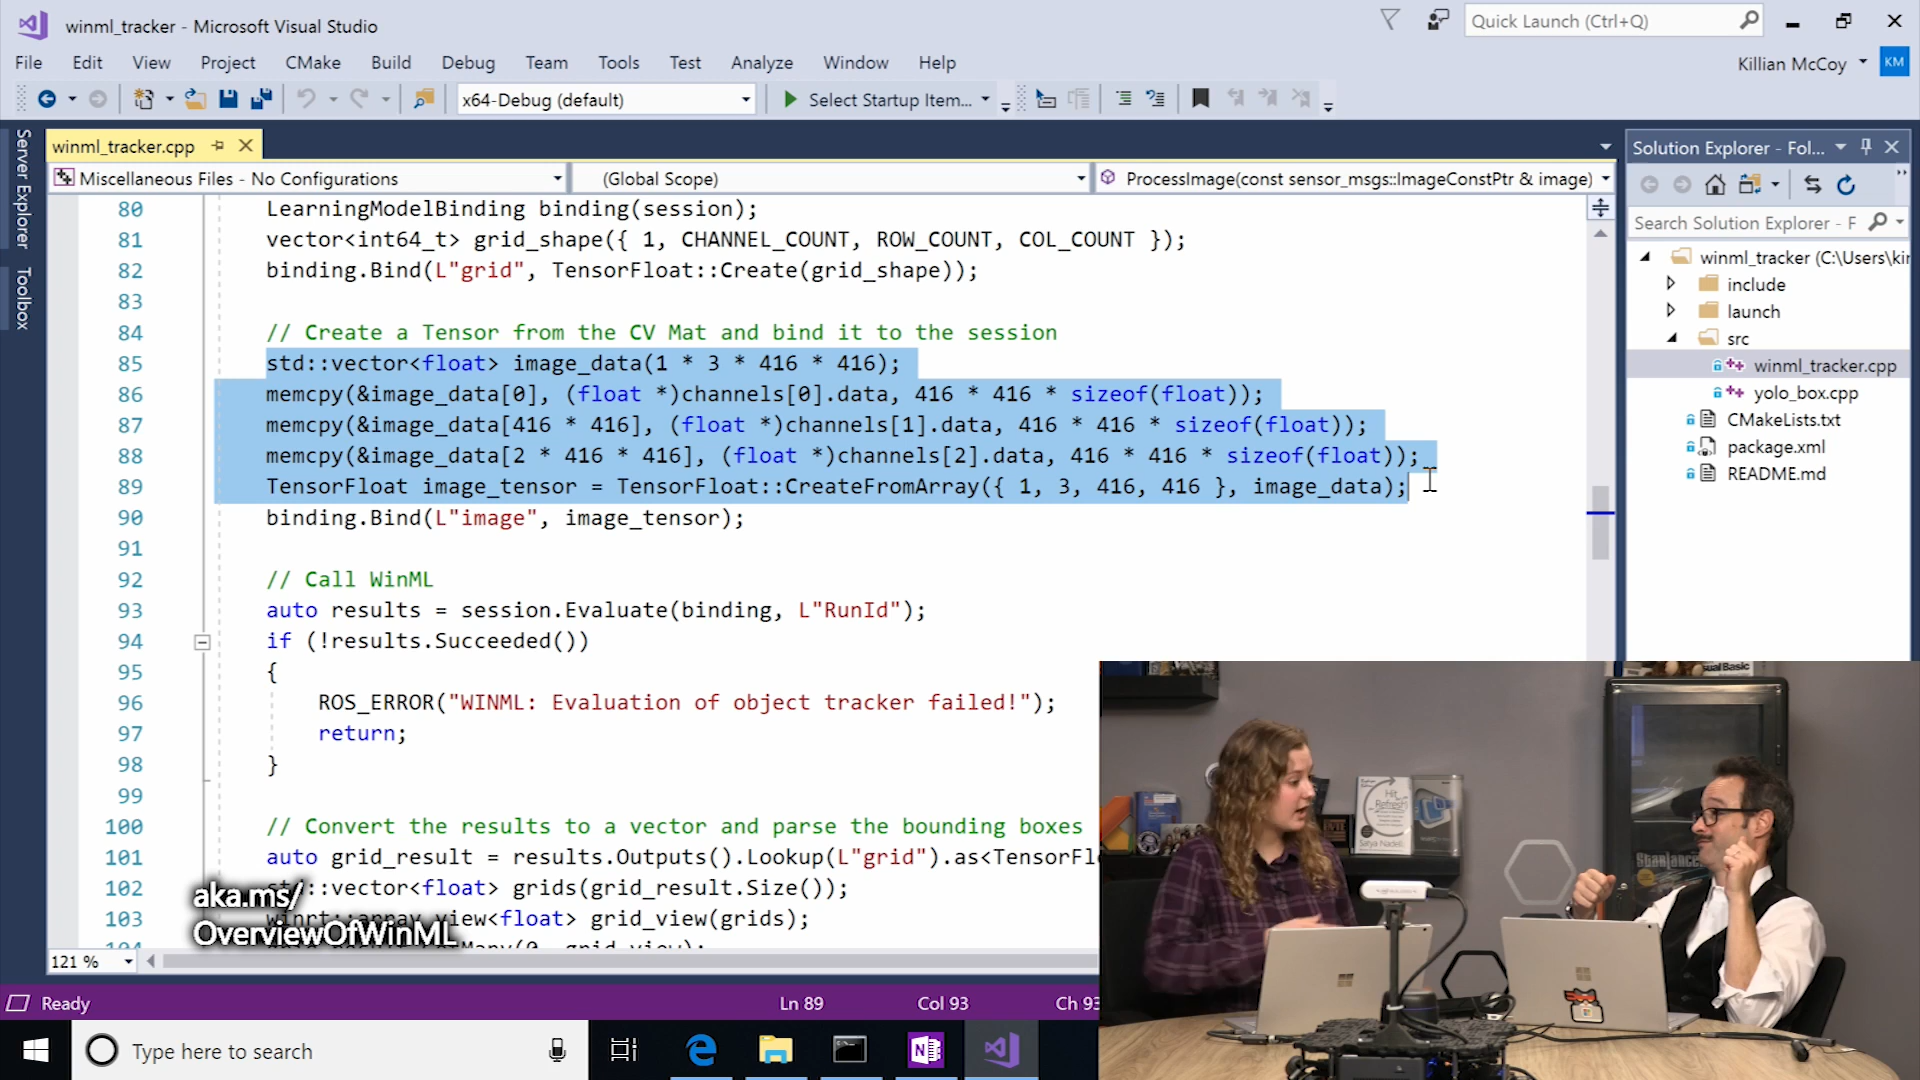 winml_tracker - Microsoft Visual Studio
Quick Launch (Ctrl+Q)
File Edit View Project CMake Build Debug Team Tools Test Analyze Window Help
Killian McCoy KM
x64-Debug (default) Select Startup Item...
Server Explorer
Toolbox
winml_tracker.cpp
Miscellaneous Files - No Configurations (Global Scope) ProcessImage(const sensor_msgs::ImageConstPtr & image)
80 LearningModelBinding binding(session);
81 vector<int64_t> grid_shape({ 1, CHANNEL_COUNT, ROW_COUNT, COL_COUNT });
82 binding.Bind(L"grid", TensorFloat::Create(grid_shape));
83
84 // Create a Tensor from the CV Mat and bind it to the session
85 std::vector<float> image_data(1 * 3 * 416 * 416);
86 memcpy(&image_data[0], (float *)channels[0].data, 416 * 416 * sizeof(float));
87 memcpy(&image_data[416 * 416], (float *)channels[1].data, 416 * 416 * sizeof(float));
88 memcpy(&image_data[2 * 416 * 416], (float *)channels[2].data, 416 * 416 * sizeof(float));
89 TensorFloat image_tensor = TensorFloat::CreateFromArray({ 1, 3, 416, 416 }, image_data);
90 binding.Bind(L"image", image_tensor);
91
92 // Call WinML
93 auto results = session.Evaluate(binding, L"RunId");
94 if (!results.Succeeded())
95 {
96 ROS_ERROR("WINML: Evaluation of object tracker failed!");
97 return;
98 }
99
100 // Convert the results to a vector and parse the bounding boxes
101 auto grid_result = results.Outputs().Lookup(L"grid").as<TensorFl
102 std::vector<float> grids(grid_result.Size());
103 winrt::array_view<float> grid_view(grids);
aka.ms/
OverviewOfWinML
121 %
Ready Ln 89 Col 93 Ch 93
Type here to search
Solution Explorer - Fol...
Search Solution Explorer - F
winml_tracker (C:\Users\ki
include
launch
src
winml_tracker.cpp
yolo_box.cpp
CMakeLists.txt
package.xml
README.md
Hit
Refresh
Satya Nadella